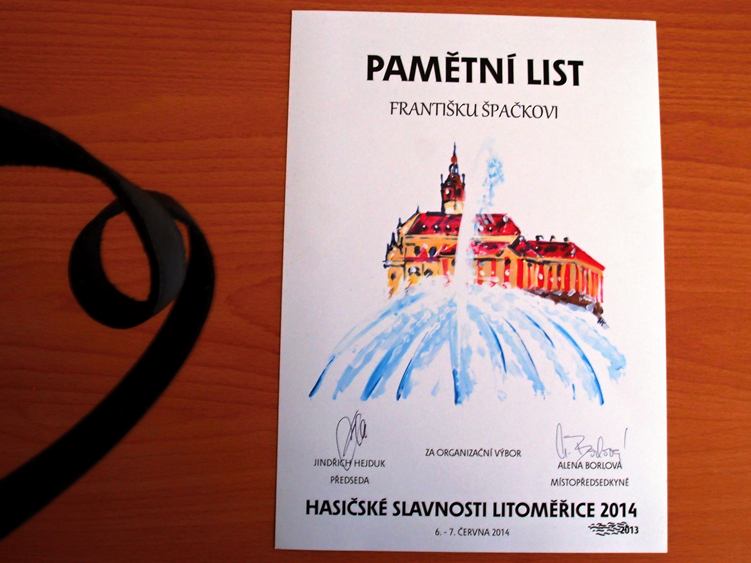 PAMĚTNÍ LIST
FRANTIŠKU ŠPAČKOVI
JINDŘICH HEJDUK
PŘEDSEDA
ZA ORGANIZAČNÍ VÝBOR
A. Borlová
ALENA BORLOVÁ
MÍSTOPŘEDSEDKYNĚ
HASIČSKÉ SLAVNOSTI LITOMĚŘICE 2014
6. - 7. ČERVNA 2014
2013